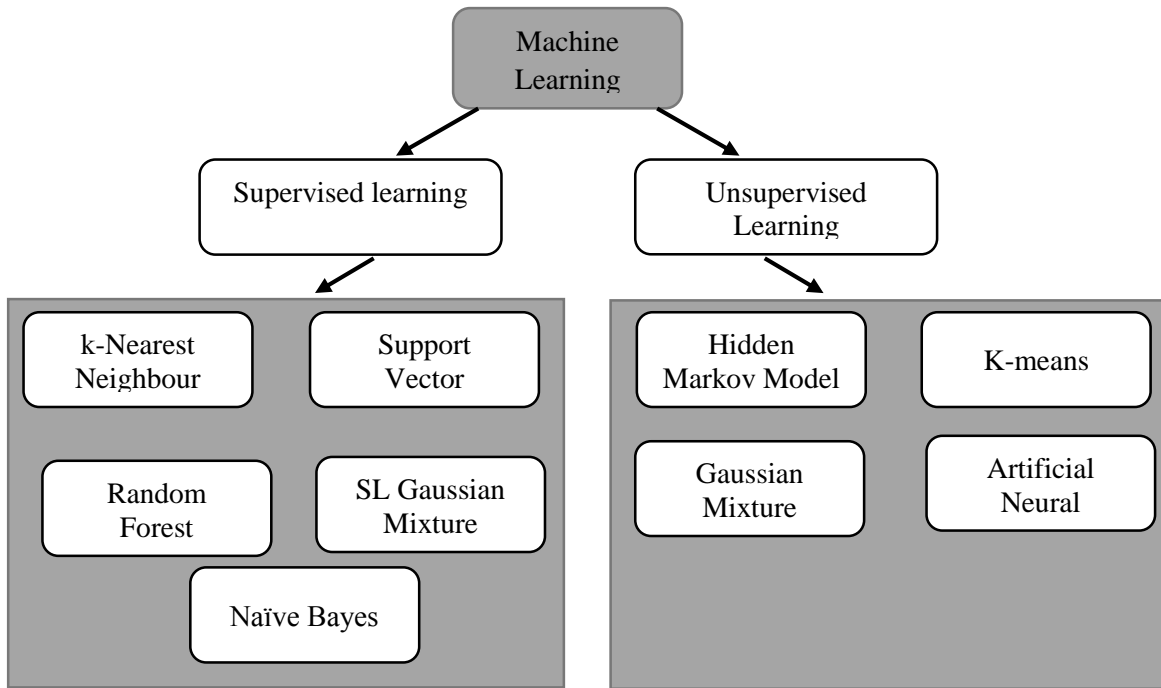 Machine
Learning
Supervised learning
Unsupervised
Learning
k-Nearest
Neighbour
Support
Vector
Random
Forest
SL Gaussian
Mixture
Naïve Bayes
Hidden
Markov Model
K-means
Gaussian
Mixture
Artificial
Neural